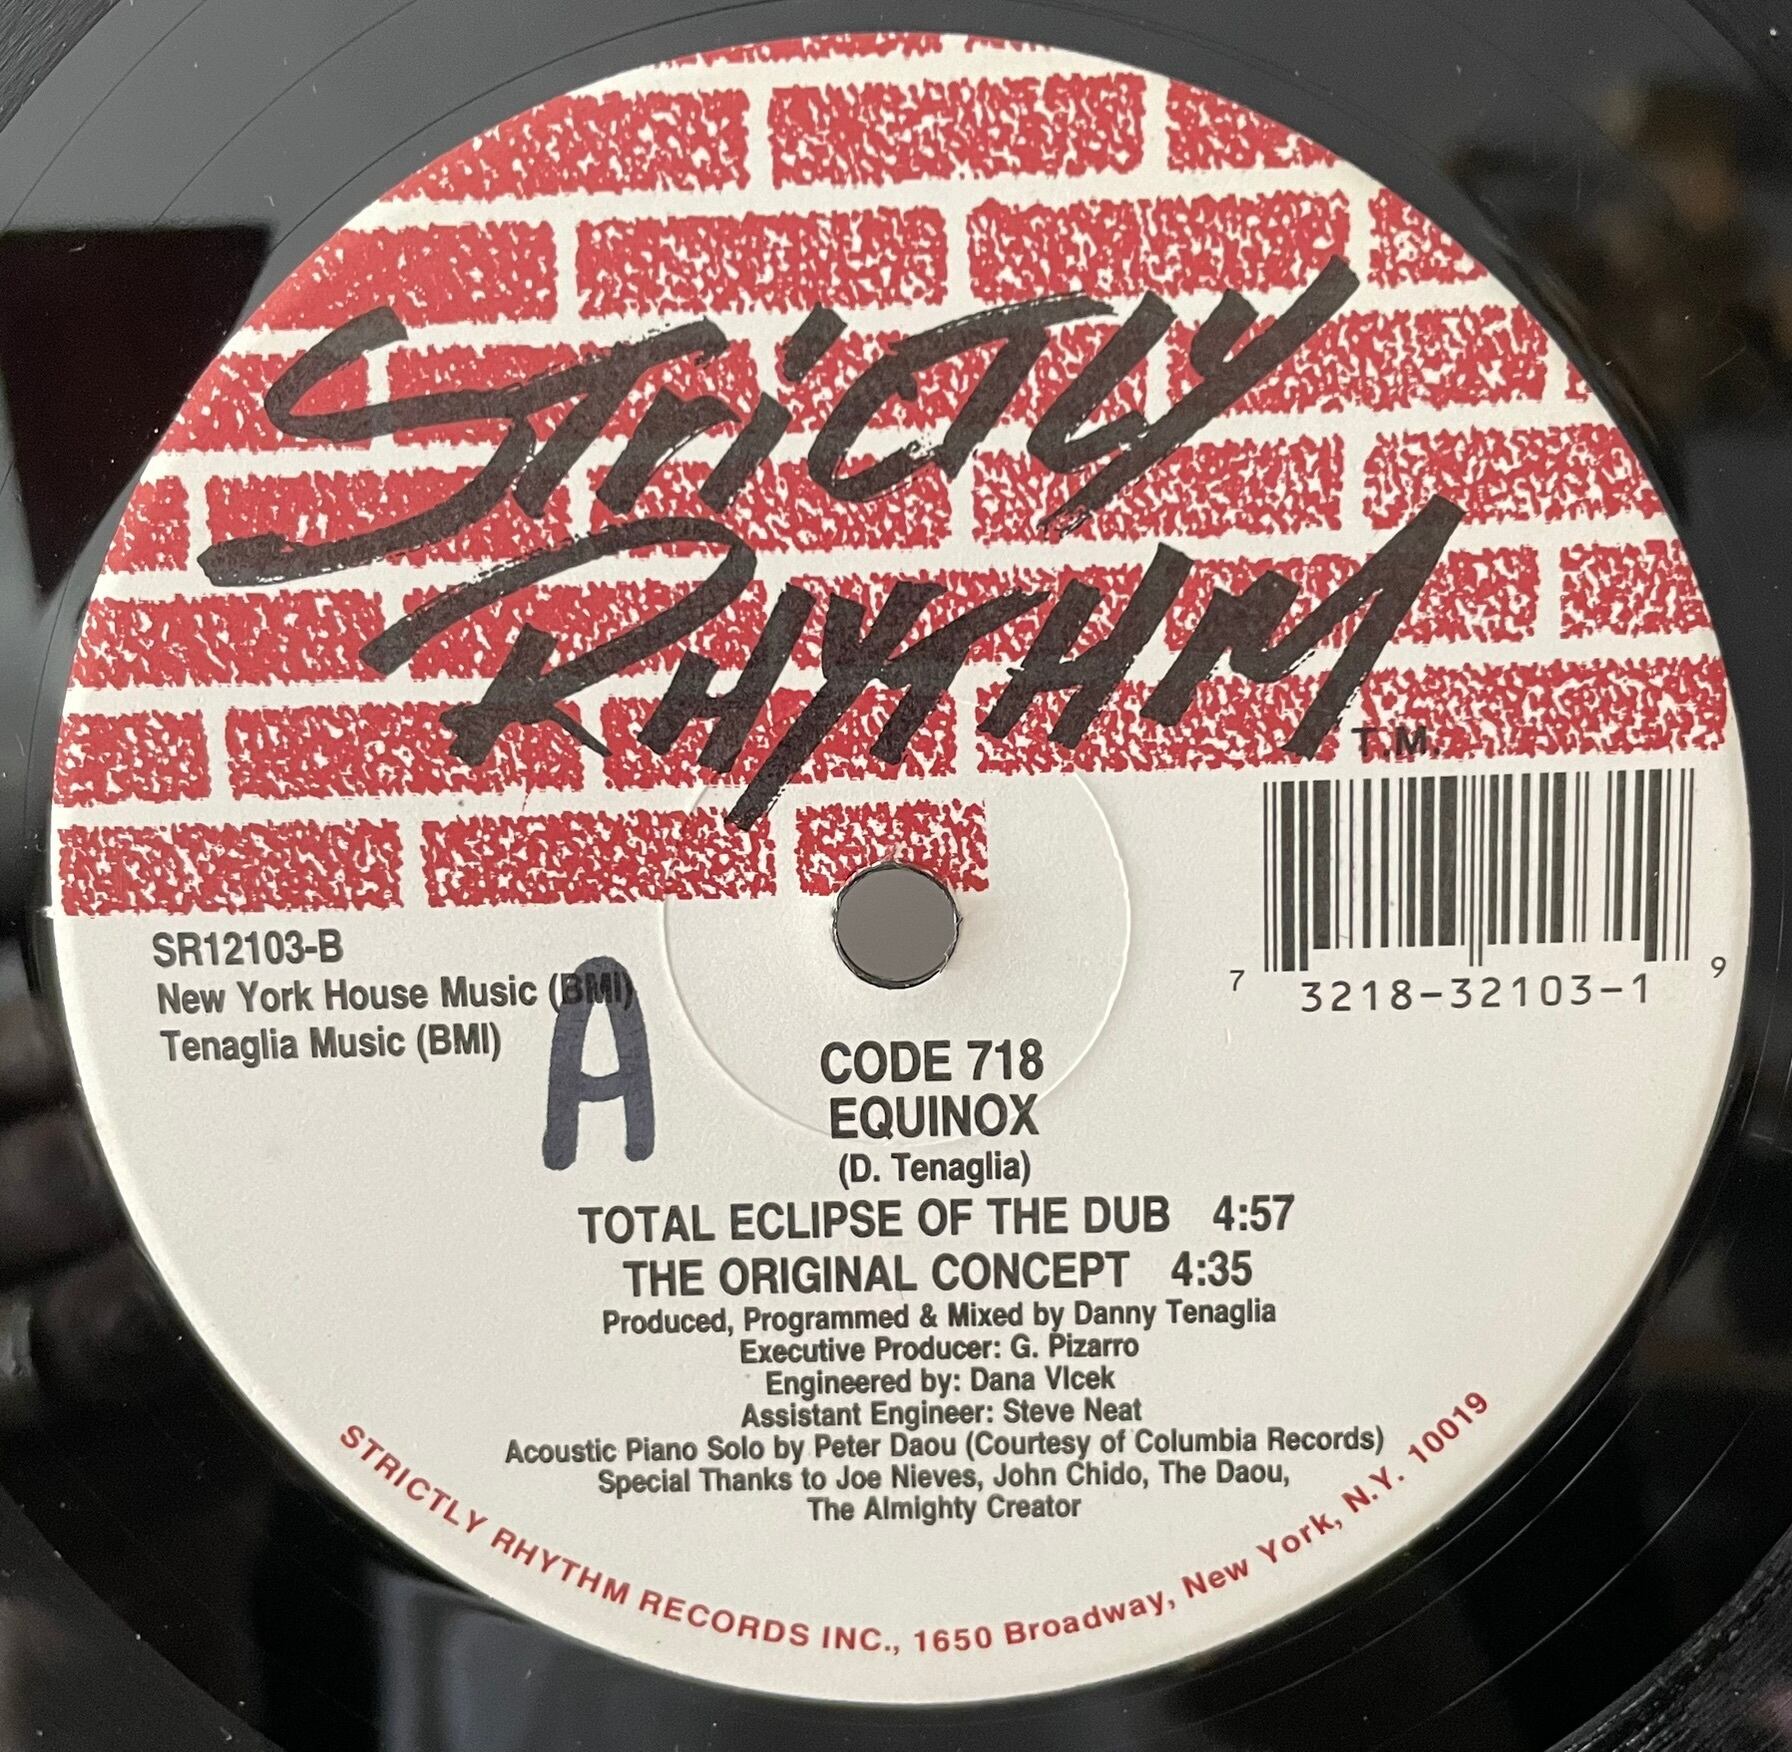 Strictly
Rhythm
T.M.
SR12103-B
New York House Music (BMI)
Tenaglia Music (BMI)
A
7 3218-32103-1 9
CODE 718
EQUINOX
(D. Tenaglia)
TOTAL ECLIPSE OF THE DUB 4:57
THE ORIGINAL CONCEPT 4:35
Produced, Programmed & Mixed by Danny Tenaglia
Executive Producer: G. Pizarro
Engineered by: Dana Vlcek
Assistant Engineer: Steve Neat
Acoustic Piano Solo by Peter Daou (Courtesy of Columbia Records)
Special Thanks to Joe Nieves, John Chido, The Daou,
The Almighty Creator
STRICTLY RHYTHM RECORDS INC., 1650 Broadway, New York, N.Y. 10019